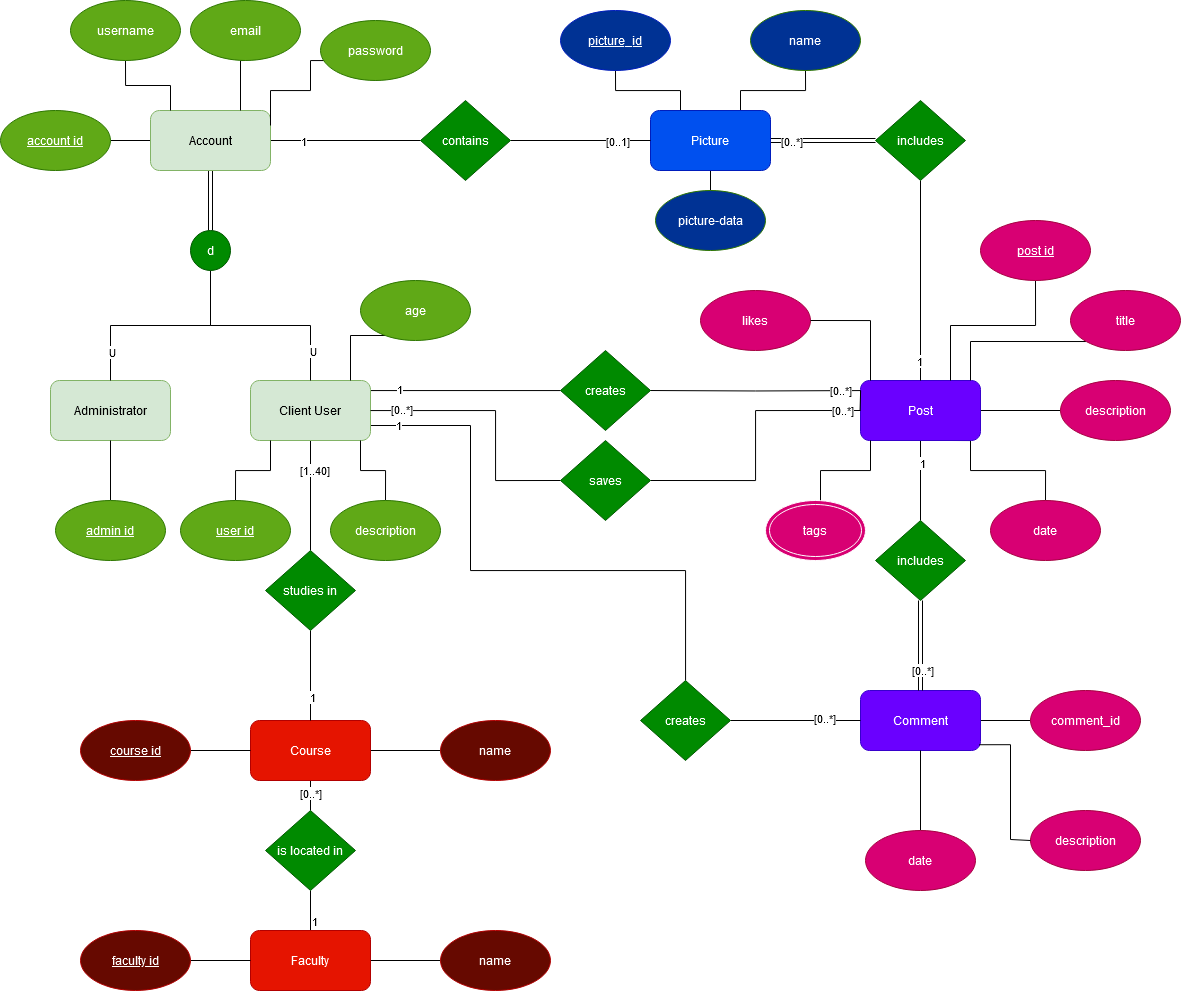 username
email
password
picture_id
name
account id
Account
1
contains
[0..1]
Picture
[0..*]
includes
picture-data
d
post id
age
likes
title
U
U
1
Administrator
Client User
1
creates
[0..*]
Post
description
[0..*]
[0..*]
1
[1..40]
saves
1
admin id
user id
description
tags
date
studies in
includes
[0..*]
1
creates
[0..*]
Comment
comment_id
course id
Course
name
[0..*]
is located in
description
date
1
faculty id
Faculty
name